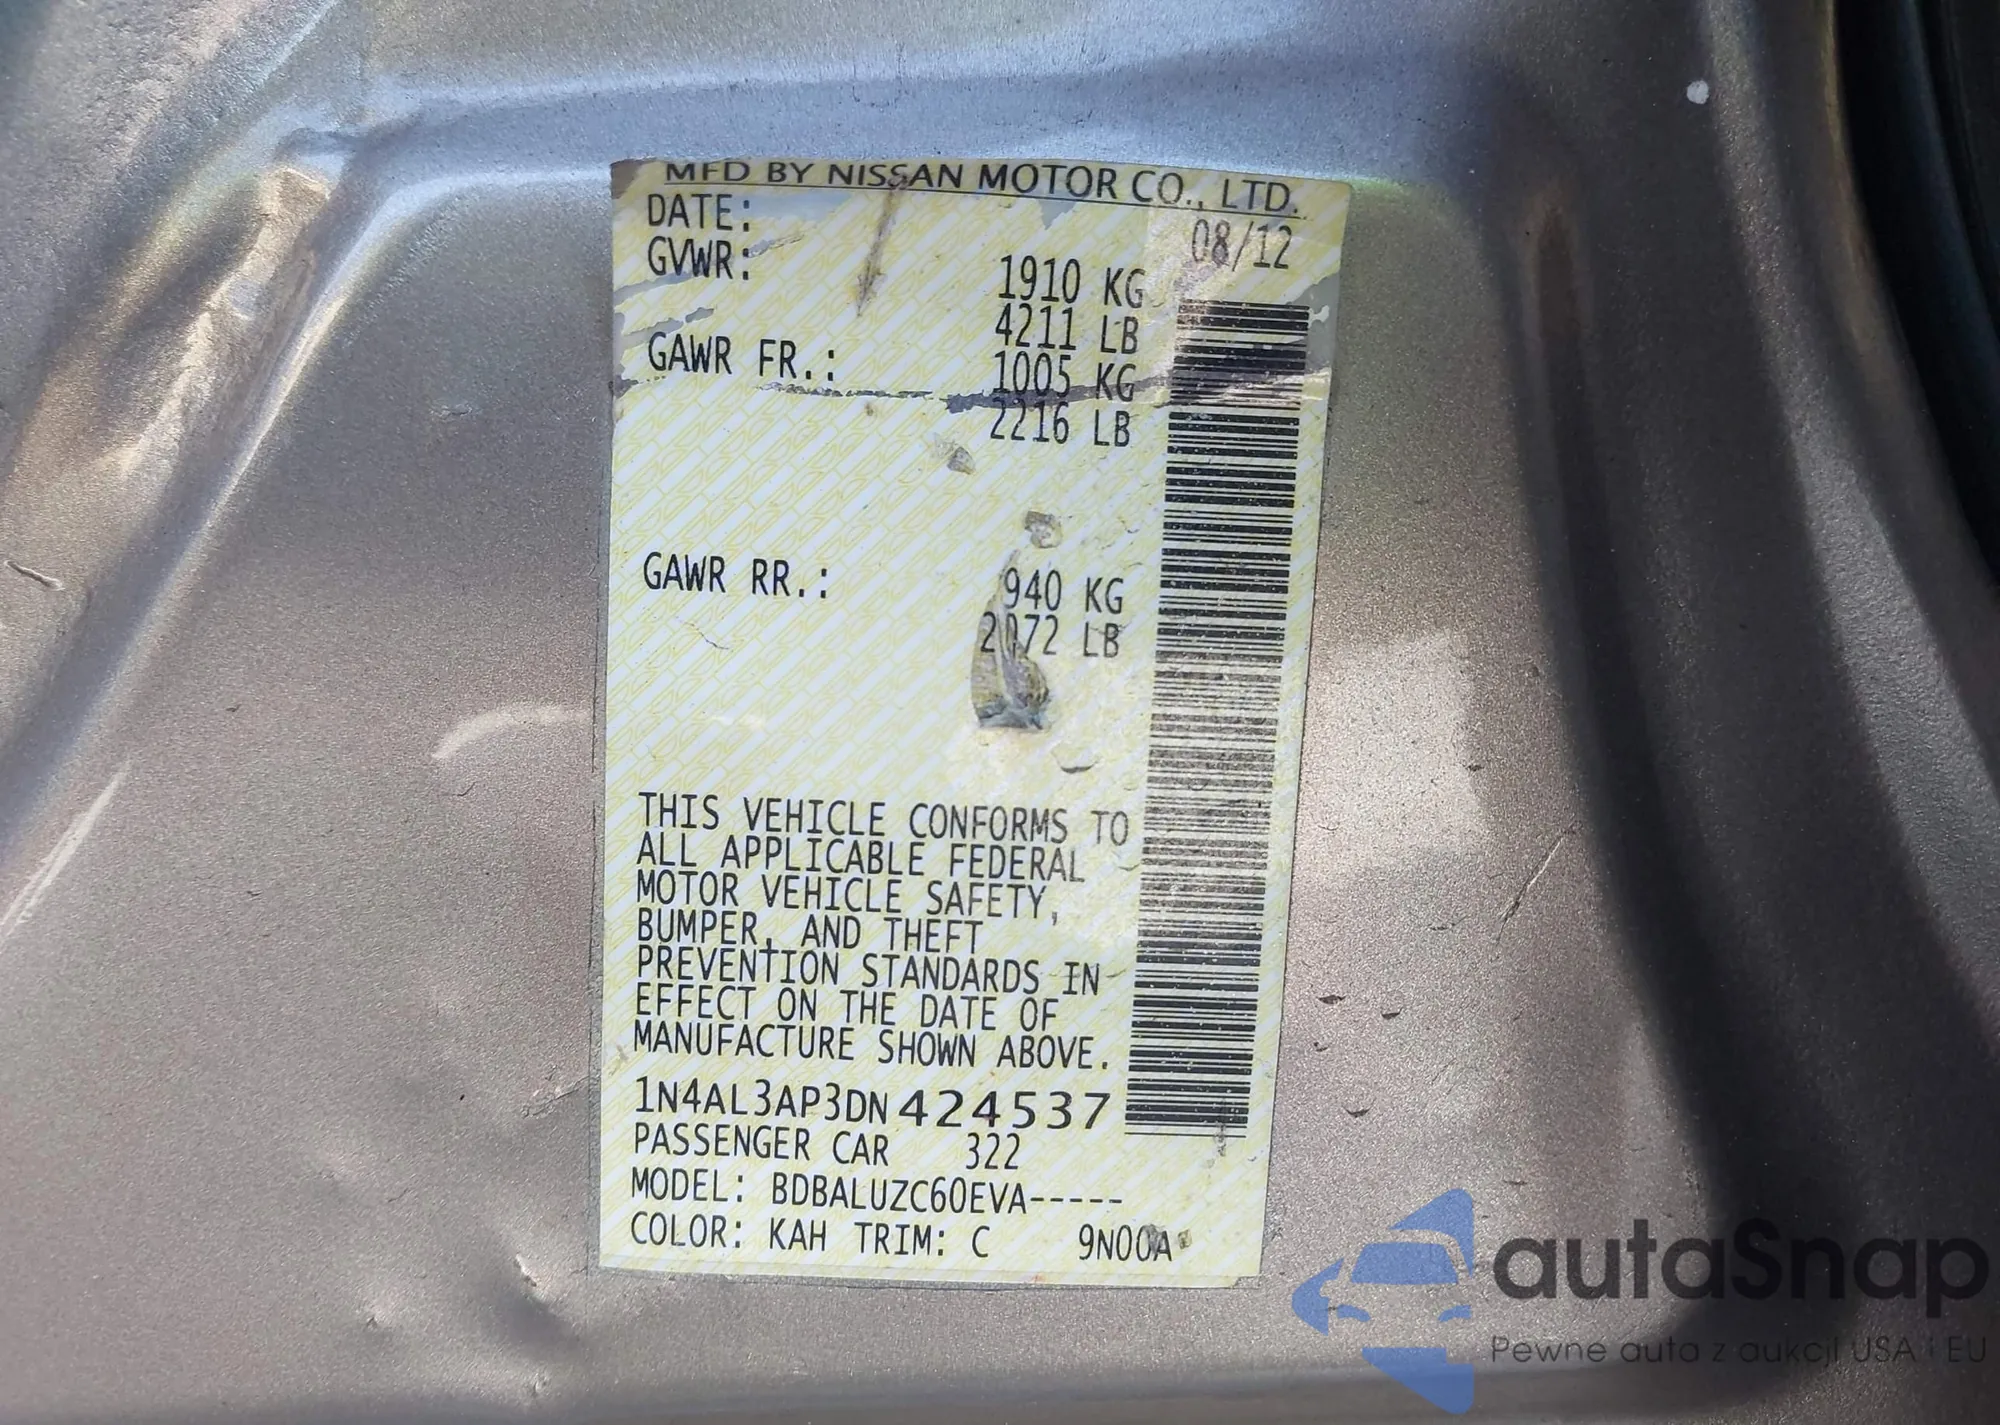 MFD BY NISSAN MOTOR CO., LTD.
DATE: 08/12
GVWR: 1910 KG
4211 LB
GAWR FR.: 1005 KG
2216 LB
GAWR RR.: 940 KG
2072 LB
THIS VEHICLE CONFORMS TO
ALL APPLICABLE FEDERAL
MOTOR VEHICLE SAFETY,
BUMPER, AND THEFT
PREVENTION STANDARDS IN
EFFECT ON THE DATE OF
MANUFACTURE SHOWN ABOVE.
1N4AL3AP3DN424537
PASSENGER CAR 322
MODEL: BDBALUZC60EVA-----
COLOR: KAH TRIM: C 9N00A
autaSnap
Pewne auta z aukcji USA i EU